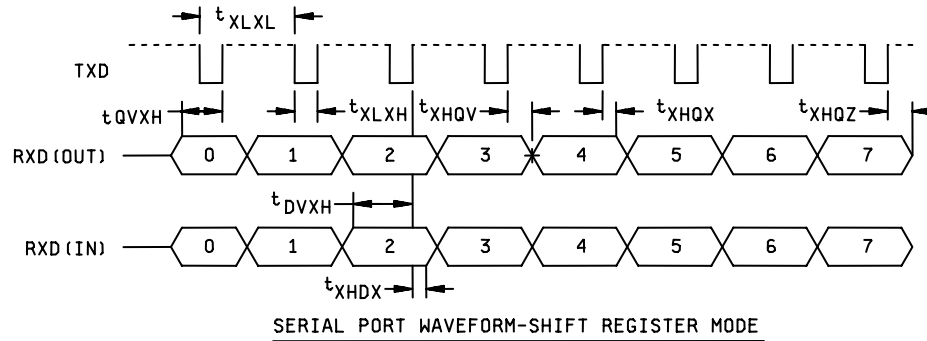 tXLXL
TXD
tQVXH
tXLXH
tXHQV
tXHQX
tXHQZ
RXD(OUT) 0 1 2 3 4 5 6 7
tDVXH
RXD(IN) 0 1 2 3 4 5 6 7
tXHDX
SERIAL PORT WAVEFORM-SHIFT REGISTER MODE